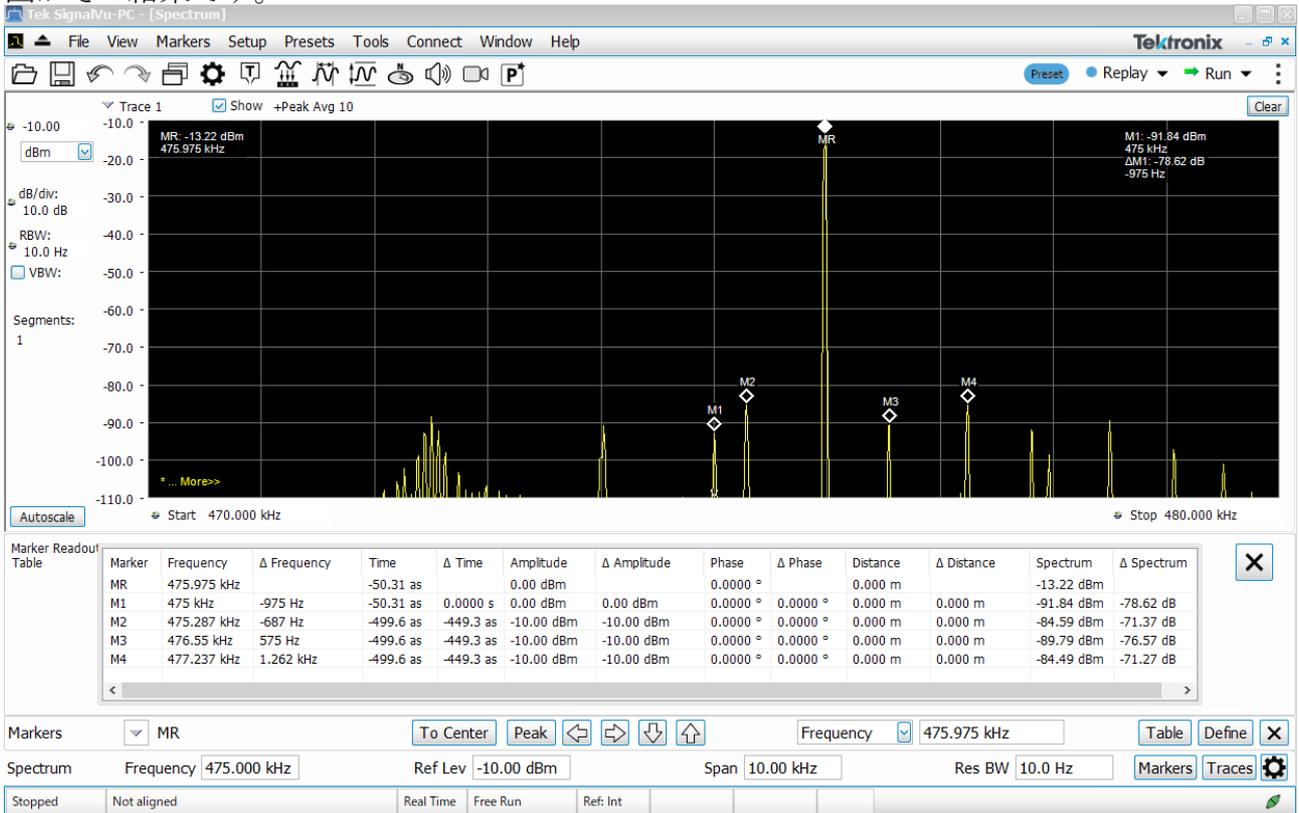 Tek SignalVu-PC - [Spectrum]
File View Markers Setup Presets Tools Connect Window Help
Tektronix
T
N
P*
Preset Replay Run
Trace 1 Show +Peak Avg 10 Clear
-10.00
dBm
dB/div:
10.0 dB
RBW:
10.0 Hz
VBW:
Segments:
1
Autoscale
-10.0
-20.0
-30.0
-40.0
-50.0
-60.0
-70.0
-80.0
-90.0
-100.0
-110.0
MR: -13.22 dBm
475.975 kHz
MR
M1: -91.84 dBm
475 kHz
ΔM1: -78.62 dB
-975 Hz
M1
M2
M3
M4
* ... More>>
Start 470.000 kHz
Stop 480.000 kHz
Marker Readout
Table
Marker Frequency Δ Frequency Time Δ Time Amplitude Δ Amplitude Phase Δ Phase Distance Δ Distance Spectrum Δ Spectrum
MR 475.975 kHz -50.31 as 0.00 dBm 0.0000 ° 0.000 m -13.22 dBm
M1 475 kHz -975 Hz -50.31 as 0.0000 s 0.00 dBm 0.00 dBm 0.0000 ° 0.0000 ° 0.000 m 0.000 m -91.84 dBm -78.62 dB
M2 475.287 kHz -687 Hz -499.6 as -449.3 as -10.00 dBm -10.00 dBm 0.0000 ° 0.0000 ° 0.000 m 0.000 m -84.59 dBm -71.37 dB
M3 476.55 kHz 575 Hz -499.6 as -449.3 as -10.00 dBm -10.00 dBm 0.0000 ° 0.0000 ° 0.000 m 0.000 m -89.79 dBm -76.57 dB
M4 477.237 kHz 1.262 kHz -499.6 as -449.3 as -10.00 dBm -10.00 dBm 0.0000 ° 0.0000 ° 0.000 m 0.000 m -84.49 dBm -71.27 dB
Markers MR To Center Peak Frequency 475.975 kHz Table Define
Spectrum Frequency 475.000 kHz Ref Lev -10.00 dBm Span 10.00 kHz Res BW 10.0 Hz Markers Traces
Stopped Not aligned Real Time Free Run Ref: Int